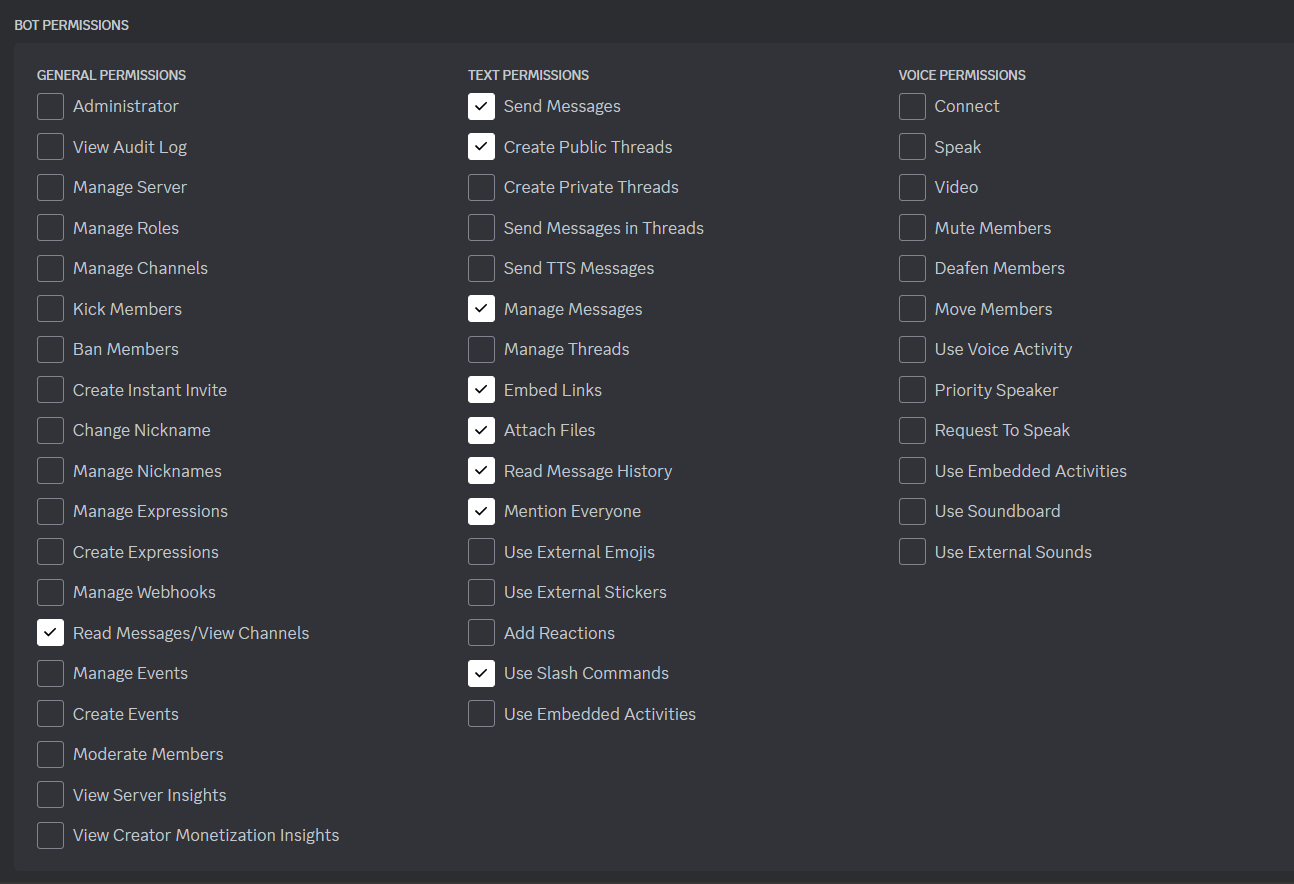 BOT PERMISSIONS
GENERAL PERMISSIONS
Administrator
View Audit Log
Manage Server
Manage Roles
Manage Channels
Kick Members
Ban Members
Create Instant Invite
Change Nickname
Manage Nicknames
Manage Expressions
Create Expressions
Manage Webhooks
Read Messages/View Channels
Manage Events
Create Events
Moderate Members
View Server Insights
View Creator Monetization Insights
TEXT PERMISSIONS
Send Messages
Create Public Threads
Create Private Threads
Send Messages in Threads
Send TTS Messages
Manage Messages
Manage Threads
Embed Links
Attach Files
Read Message History
Mention Everyone
Use External Emojis
Use External Stickers
Add Reactions
Use Slash Commands
Use Embedded Activities
VOICE PERMISSIONS
Connect
Speak
Video
Mute Members
Deafen Members
Move Members
Use Voice Activity
Priority Speaker
Request To Speak
Use Embedded Activities
Use Soundboard
Use External Sounds